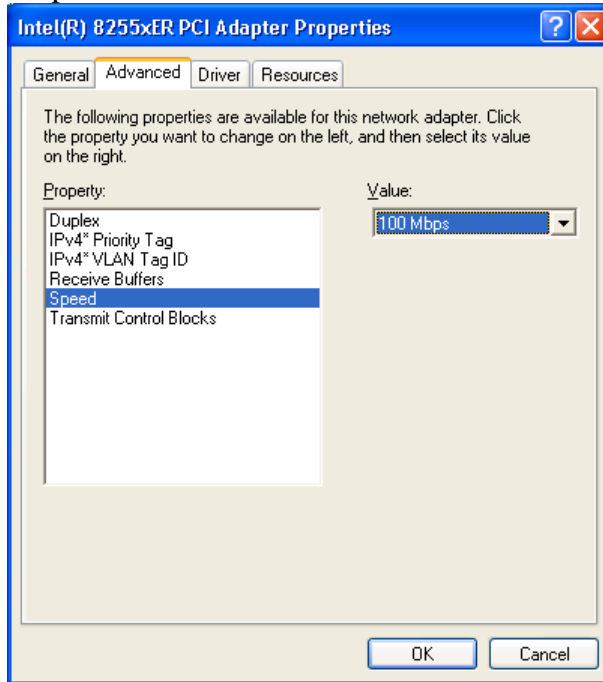 Intel(R) 8255xER PCI Adapter Properties
General Advanced Driver Resources
The following properties are available for this network adapter. Click
the property you want to change on the left, and then select its value
on the right.
Property: Value:
Duplex 100 Mbps
IPv4* Priority Tag
IPv4* VLAN Tag ID
Receive Buffers
Speed
Transmit Control Blocks
OK Cancel